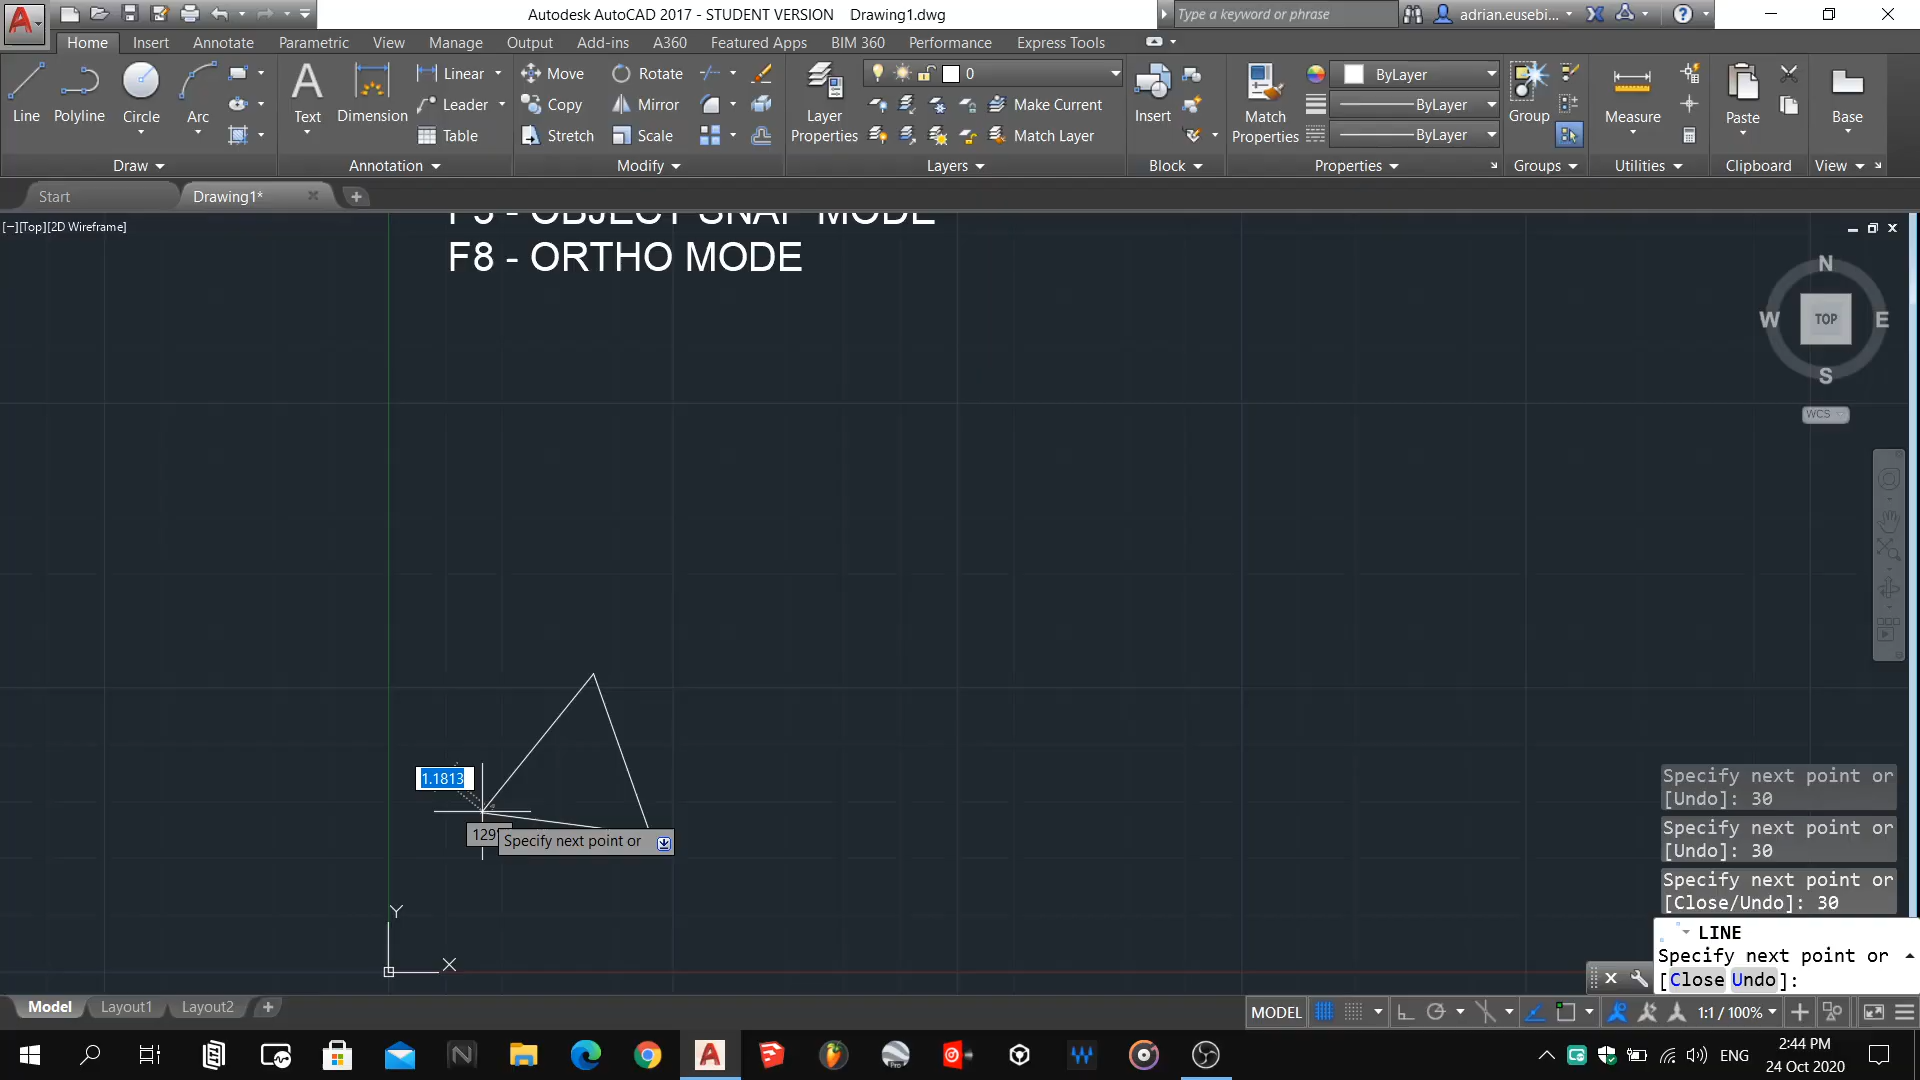 Autodesk AutoCAD 2017 - STUDENT VERSION Drawing1.dwg
Type a keyword or phrase
adrian.eusebi...
Home Insert Annotate Parametric View Manage Output Add-ins A360 Featured Apps BIM 360 Performance Express Tools
Line Polyline Circle Arc
Text Dimension
Linear
Leader
Table
Move Rotate
Copy Mirror
Stretch Scale
Layer Properties
0
Make Current
Match Layer
Insert
Match Properties
ByLayer
ByLayer
ByLayer
Group
Measure
Paste
Base
Draw Annotation Modify Layers Block Properties Groups Utilities Clipboard View
Start Drawing1*
[−][Top][2D Wireframe]
F3 - OBJECT SNAP MODE
F8 - ORTHO MODE
N
W TOP E
S
WCS
1.1813
Specify next point or
Y
X
Specify next point or
[Undo]: 30
Specify next point or
[Undo]: 30
Specify next point or
[Close/Undo]: 30
LINE
Specify next point or
[Close Undo]:
Model Layout1 Layout2
MODEL 1:1 / 100%
ENG
2:44 PM
24 Oct 2020